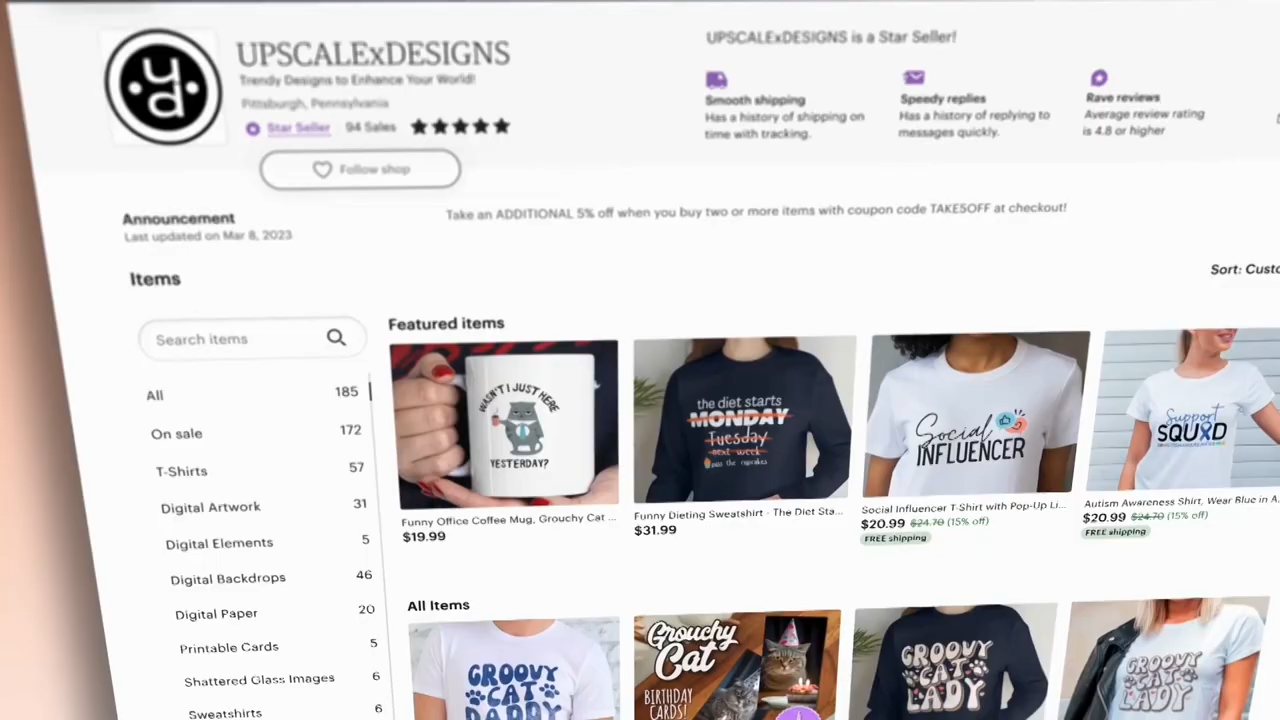 yd
UPSCALExDESIGNS
Trendy Designs to Enhance Your World!
Pittsburgh, Pennsylvania
Star Seller 94 Sales
Follow shop
UPSCALExDESIGNS is a Star Seller!
Smooth shipping
Has a history of shipping on
time with tracking.
Speedy replies
Has a history of replying to
messages quickly.
Rave reviews
Average review rating
is 4.8 or higher
Announcement
Last updated on Mar 8, 2023
Take an ADDITIONAL 5% off when you buy two or more items with coupon code TAKE5OFF at checkout!
Items
Sort: Custo
Search items
All 185
On sale 172
T-Shirts 57
Digital Artwork 31
Digital Elements 5
Digital Backdrops 46
Digital Paper 20
Printable Cards 5
Shattered Glass Images 6
Sweatshirts 6
Featured items
WASN'T I JUST HERE
YESTERDAY?
Funny Office Coffee Mug, Grouchy Cat ...
$19.99
the diet starts
MONDAY
Tuesday
next week
pass the cupcakes
Funny Dieting Sweatshirt - The Diet Sta...
$31.99
Social
INFLUENCER
Social Influencer T-Shirt with Pop-Up Li...
$20.99 $24.70 (15% off)
FREE shipping
Support
SQUAD
Autism Awareness Shirt, Wear Blue in A
$20.99 $24.70 (15% off)
FREE shipping
All Items
GROOVY
CAT
DADDY
Grouchy
Cat
BIRTHDAY
CARDS!
GROOVY
CAT
LADY
GROOVY
CAT
LADY